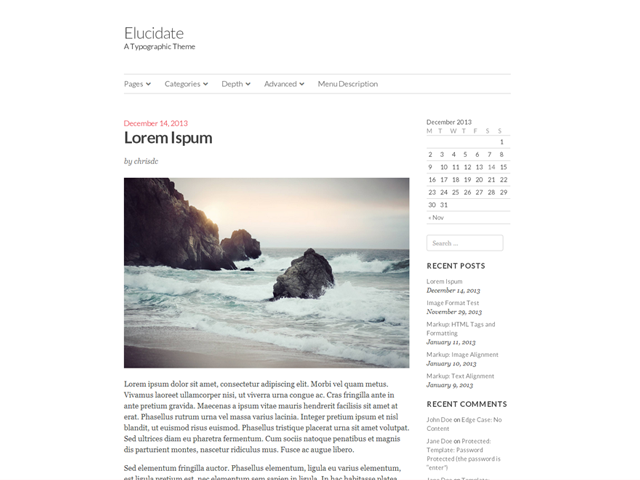 Elucidate
A Typographic Theme
Pages
Categories
Depth
Advanced
Menu Description
December 14, 2013
Lorem Ispum
by chrisdc
Lorem ipsum dolor sit amet, consectetur adipiscing elit. Morbi vel quam metus.
Vivamus laoreet ullamcorper nisi, ut viverra urna congue ac. Cras fringilla ante in
ante pretium gravida. Maecenas a ipsum vitae mauris hendrerit facilisis sit amet at
erat. Phasellus rutrum urna vel massa varius lacinia. Integer pretium ipsum et nisl
blandit, ut euismod risus euismod. Phasellus tristique placerat urna sit amet volutpat.
Sed ultrices diam eu pharetra fermentum. Cum sociis natoque penatibus et magnis
dis parturient montes, nascetur ridiculus mus. Fusce ac augue libero.
Sed elementum fringilla auctor. Phasellus elementum, ligula eu varius elementum,
est ligula pretium est, nec elementum sem sapien in ligula. In hac habitasse platea
December 2013
M T W T F S S
1
2 3 4 5 6 7 8
9 10 11 12 13 14 15
16 17 18 19 20 21 22
23 24 25 26 27 28 29
30 31
« Nov
Search ...
RECENT POSTS
Lorem Ispum
December 14, 2013
Image Format Test
November 29, 2013
Markup: HTML Tags and
Formatting
January 11, 2013
Markup: Image Alignment
January 10, 2013
Markup: Text Alignment
January 9, 2013
RECENT COMMENTS
John Doe on Edge Case: No
Content
Jane Doe on Protected:
Template: Password
Protected (the password is
"enter")
Jane Doe on Template: